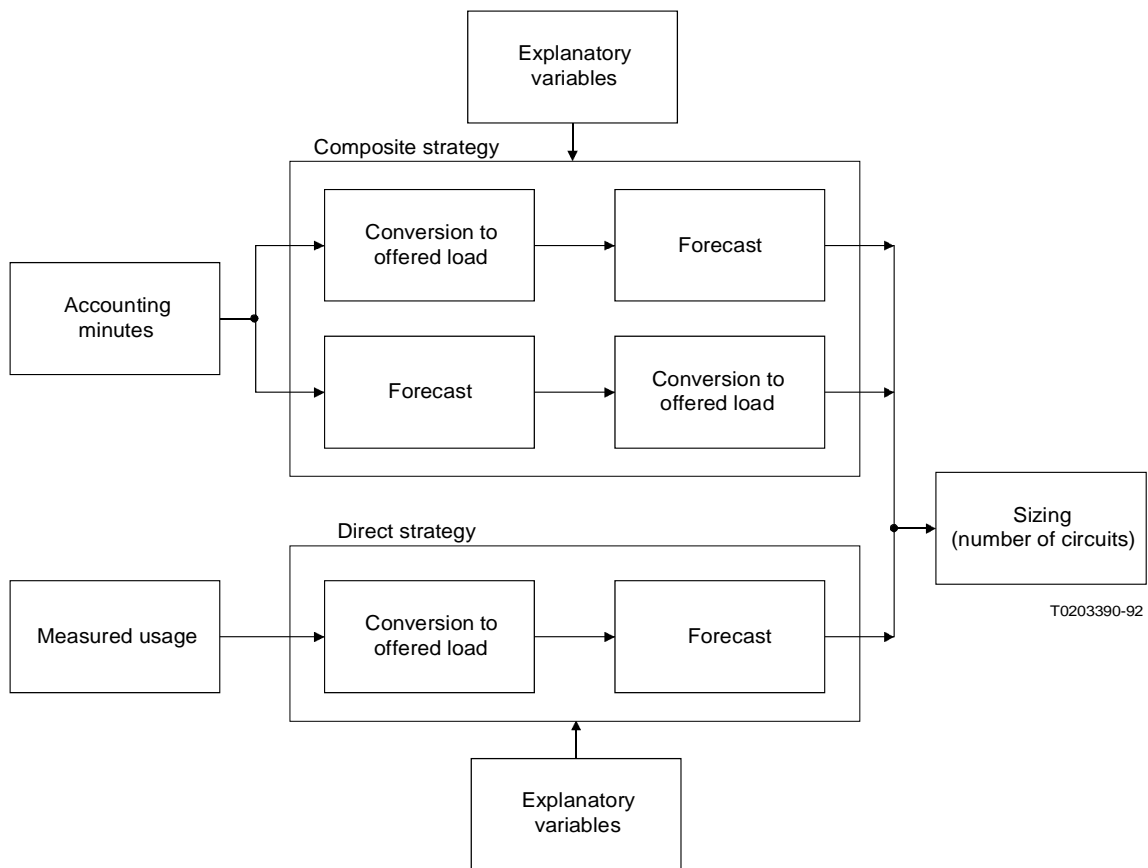 Explanatory
variables
Composite strategy
Conversion to
offered load
Forecast
Accounting
minutes
Forecast
Conversion to
offered load
Sizing
(number of circuits)
T0203390-92
Direct strategy
Measured usage
Conversion to
offered load
Forecast
Explanatory
variables